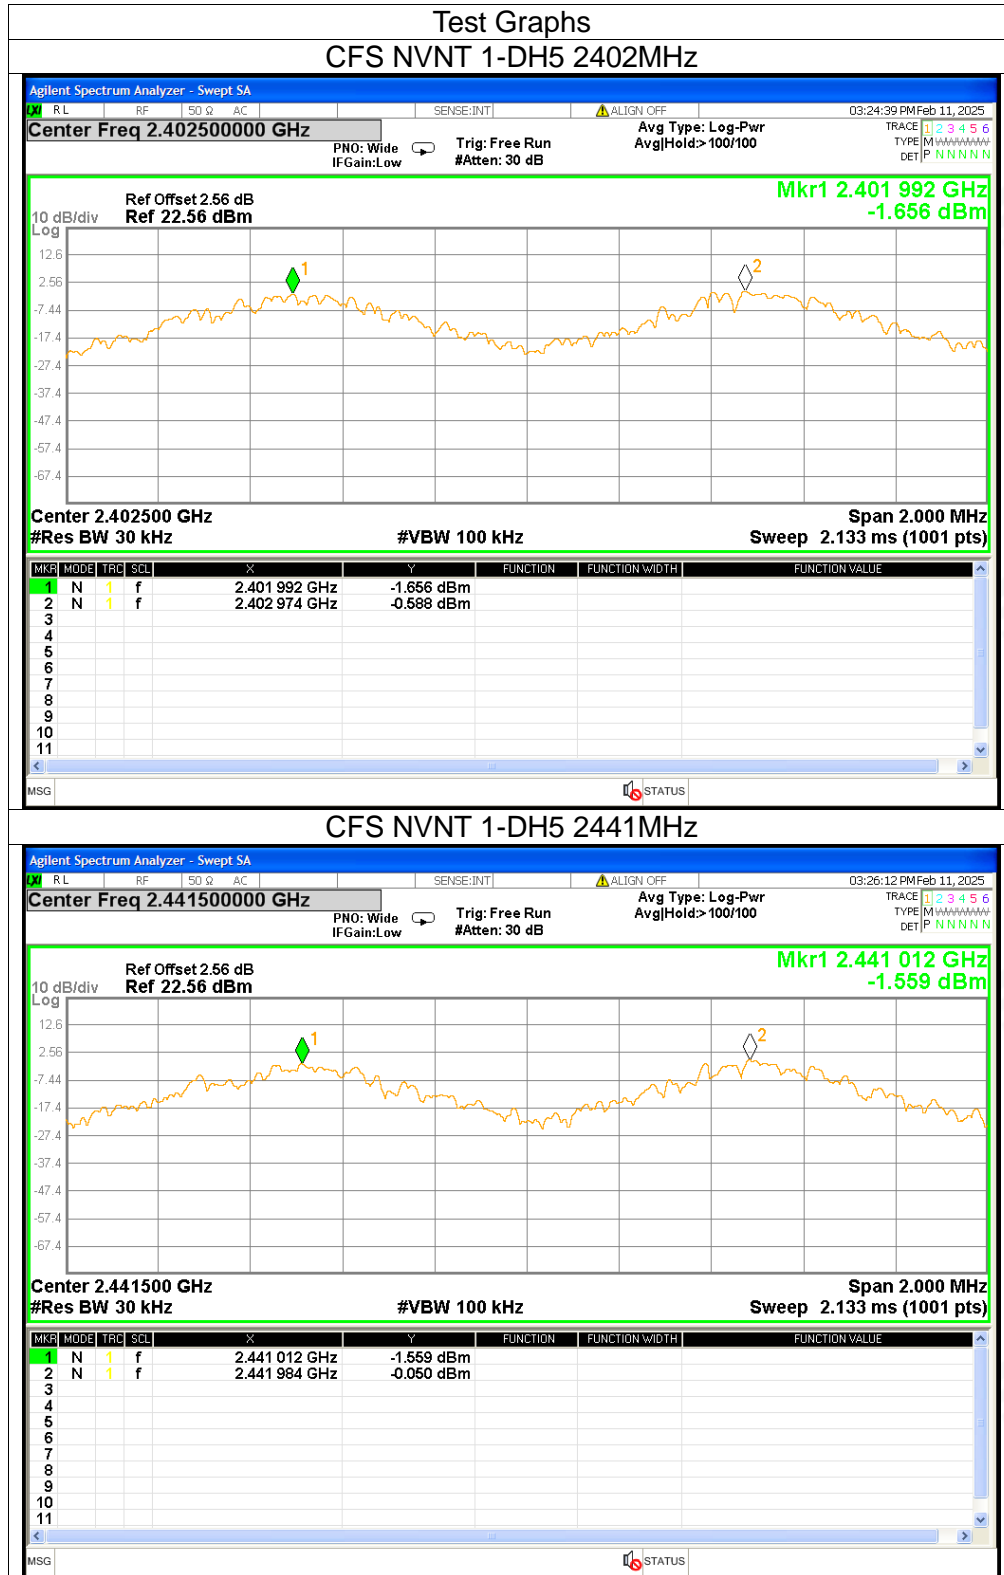 Test Graphs
CFS NVNT 1-DH5 2402MHz
Agilent Spectrum Analyzer - Swept SA
LXI RL RF 50 Ω AC SENSE:INT ALIGN OFF 03:24:39 PM Feb 11, 2025
Center Freq 2.402500000 GHz Avg Type: Log-Pwr TRACE 1 2 3 4 5 6
PNO: Wide Trig: Free Run Avg|Hold:>100/100 TYPE M
IFGain:Low #Atten: 30 dB DET P N N N N N
Mkr1 2.401 992 GHz
Ref Offset 2.56 dB
10 dB/div Ref 22.56 dBm -1.656 dBm
Log
12.6
2.56
-7.44
-17.4
-27.4
-37.4
-47.4
-57.4
-67.4
1
2
Center 2.402500 GHz Span 2.000 MHz
#Res BW 30 kHz #VBW 100 kHz Sweep 2.133 ms (1001 pts)
MKR MODE TRC SCL X Y FUNCTION FUNCTION WIDTH FUNCTION VALUE
1 N 1 f 2.401 992 GHz -1.656 dBm
2 N 1 f 2.402 974 GHz -0.588 dBm
3
4
5
6
7
8
9
10
11
MSG STATUS
CFS NVNT 1-DH5 2441MHz
Agilent Spectrum Analyzer - Swept SA
LXI RL RF 50 Ω AC SENSE:INT ALIGN OFF 03:26:12 PM Feb 11, 2025
Center Freq 2.441500000 GHz Avg Type: Log-Pwr TRACE 1 2 3 4 5 6
PNO: Wide Trig: Free Run Avg|Hold:>100/100 TYPE M
IFGain:Low #Atten: 30 dB DET P N N N N N
Mkr1 2.441 012 GHz
Ref Offset 2.56 dB
10 dB/div Ref 22.56 dBm -1.559 dBm
Log
12.6
2.56
-7.44
-17.4
-27.4
-37.4
-47.4
-57.4
-67.4
1
2
Center 2.441500 GHz Span 2.000 MHz
#Res BW 30 kHz #VBW 100 kHz Sweep 2.133 ms (1001 pts)
MKR MODE TRC SCL X Y FUNCTION FUNCTION WIDTH FUNCTION VALUE
1 N 1 f 2.441 012 GHz -1.559 dBm
2 N 1 f 2.441 984 GHz -0.050 dBm
3
4
5
6
7
8
9
10
11
MSG STATUS